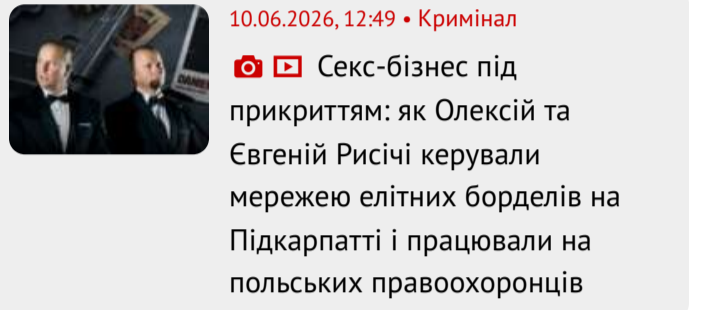 10.06.2026, 12:49 • Кримінал
Секс-бізнес під
прикриттям: як Олексій та
Євгеній Рисічі керували
мережею елітних борделів на
Підкарпатті і працювали на
польських правоохоронців